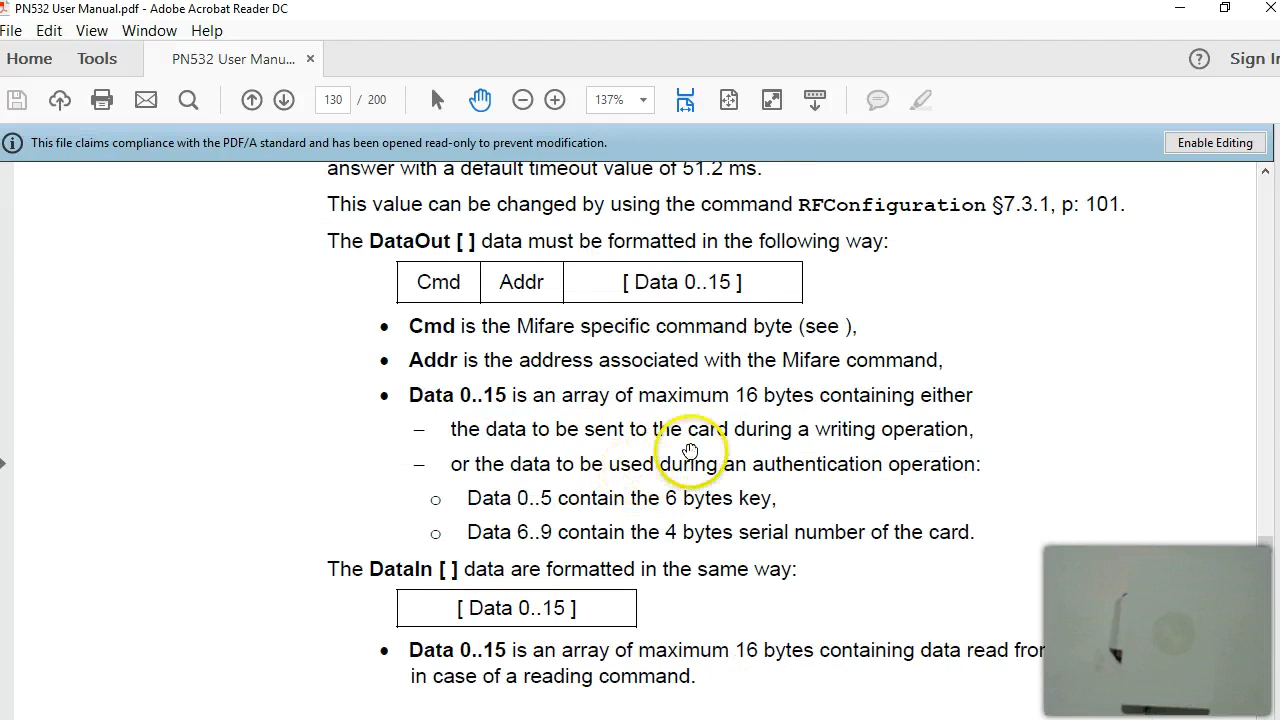 PN532 User Manual.pdf - Adobe Acrobat Reader DC
File Edit View Window Help
Home Tools PN532 User Manu... × ? Sign In
130 / 200 137%
This file claims compliance with the PDF/A standard and has been opened read-only to prevent modification. Enable Editing
answer with a default timeout value of 51.2 ms.
This value can be changed by using the command RFConfiguration §7.3.1, p: 101.
The DataOut [ ] data must be formatted in the following way:
Cmd Addr [ Data 0..15 ]
• Cmd is the Mifare specific command byte (see ),
• Addr is the address associated with the Mifare command,
• Data 0..15 is an array of maximum 16 bytes containing either
– the data to be sent to the card during a writing operation,
– or the data to be used during an authentication operation:
o Data 0..5 contain the 6 bytes key,
o Data 6..9 contain the 4 bytes serial number of the card.
The DataIn [ ] data are formatted in the same way:
[ Data 0..15 ]
• Data 0..15 is an array of maximum 16 bytes containing data read
in case of a reading command.